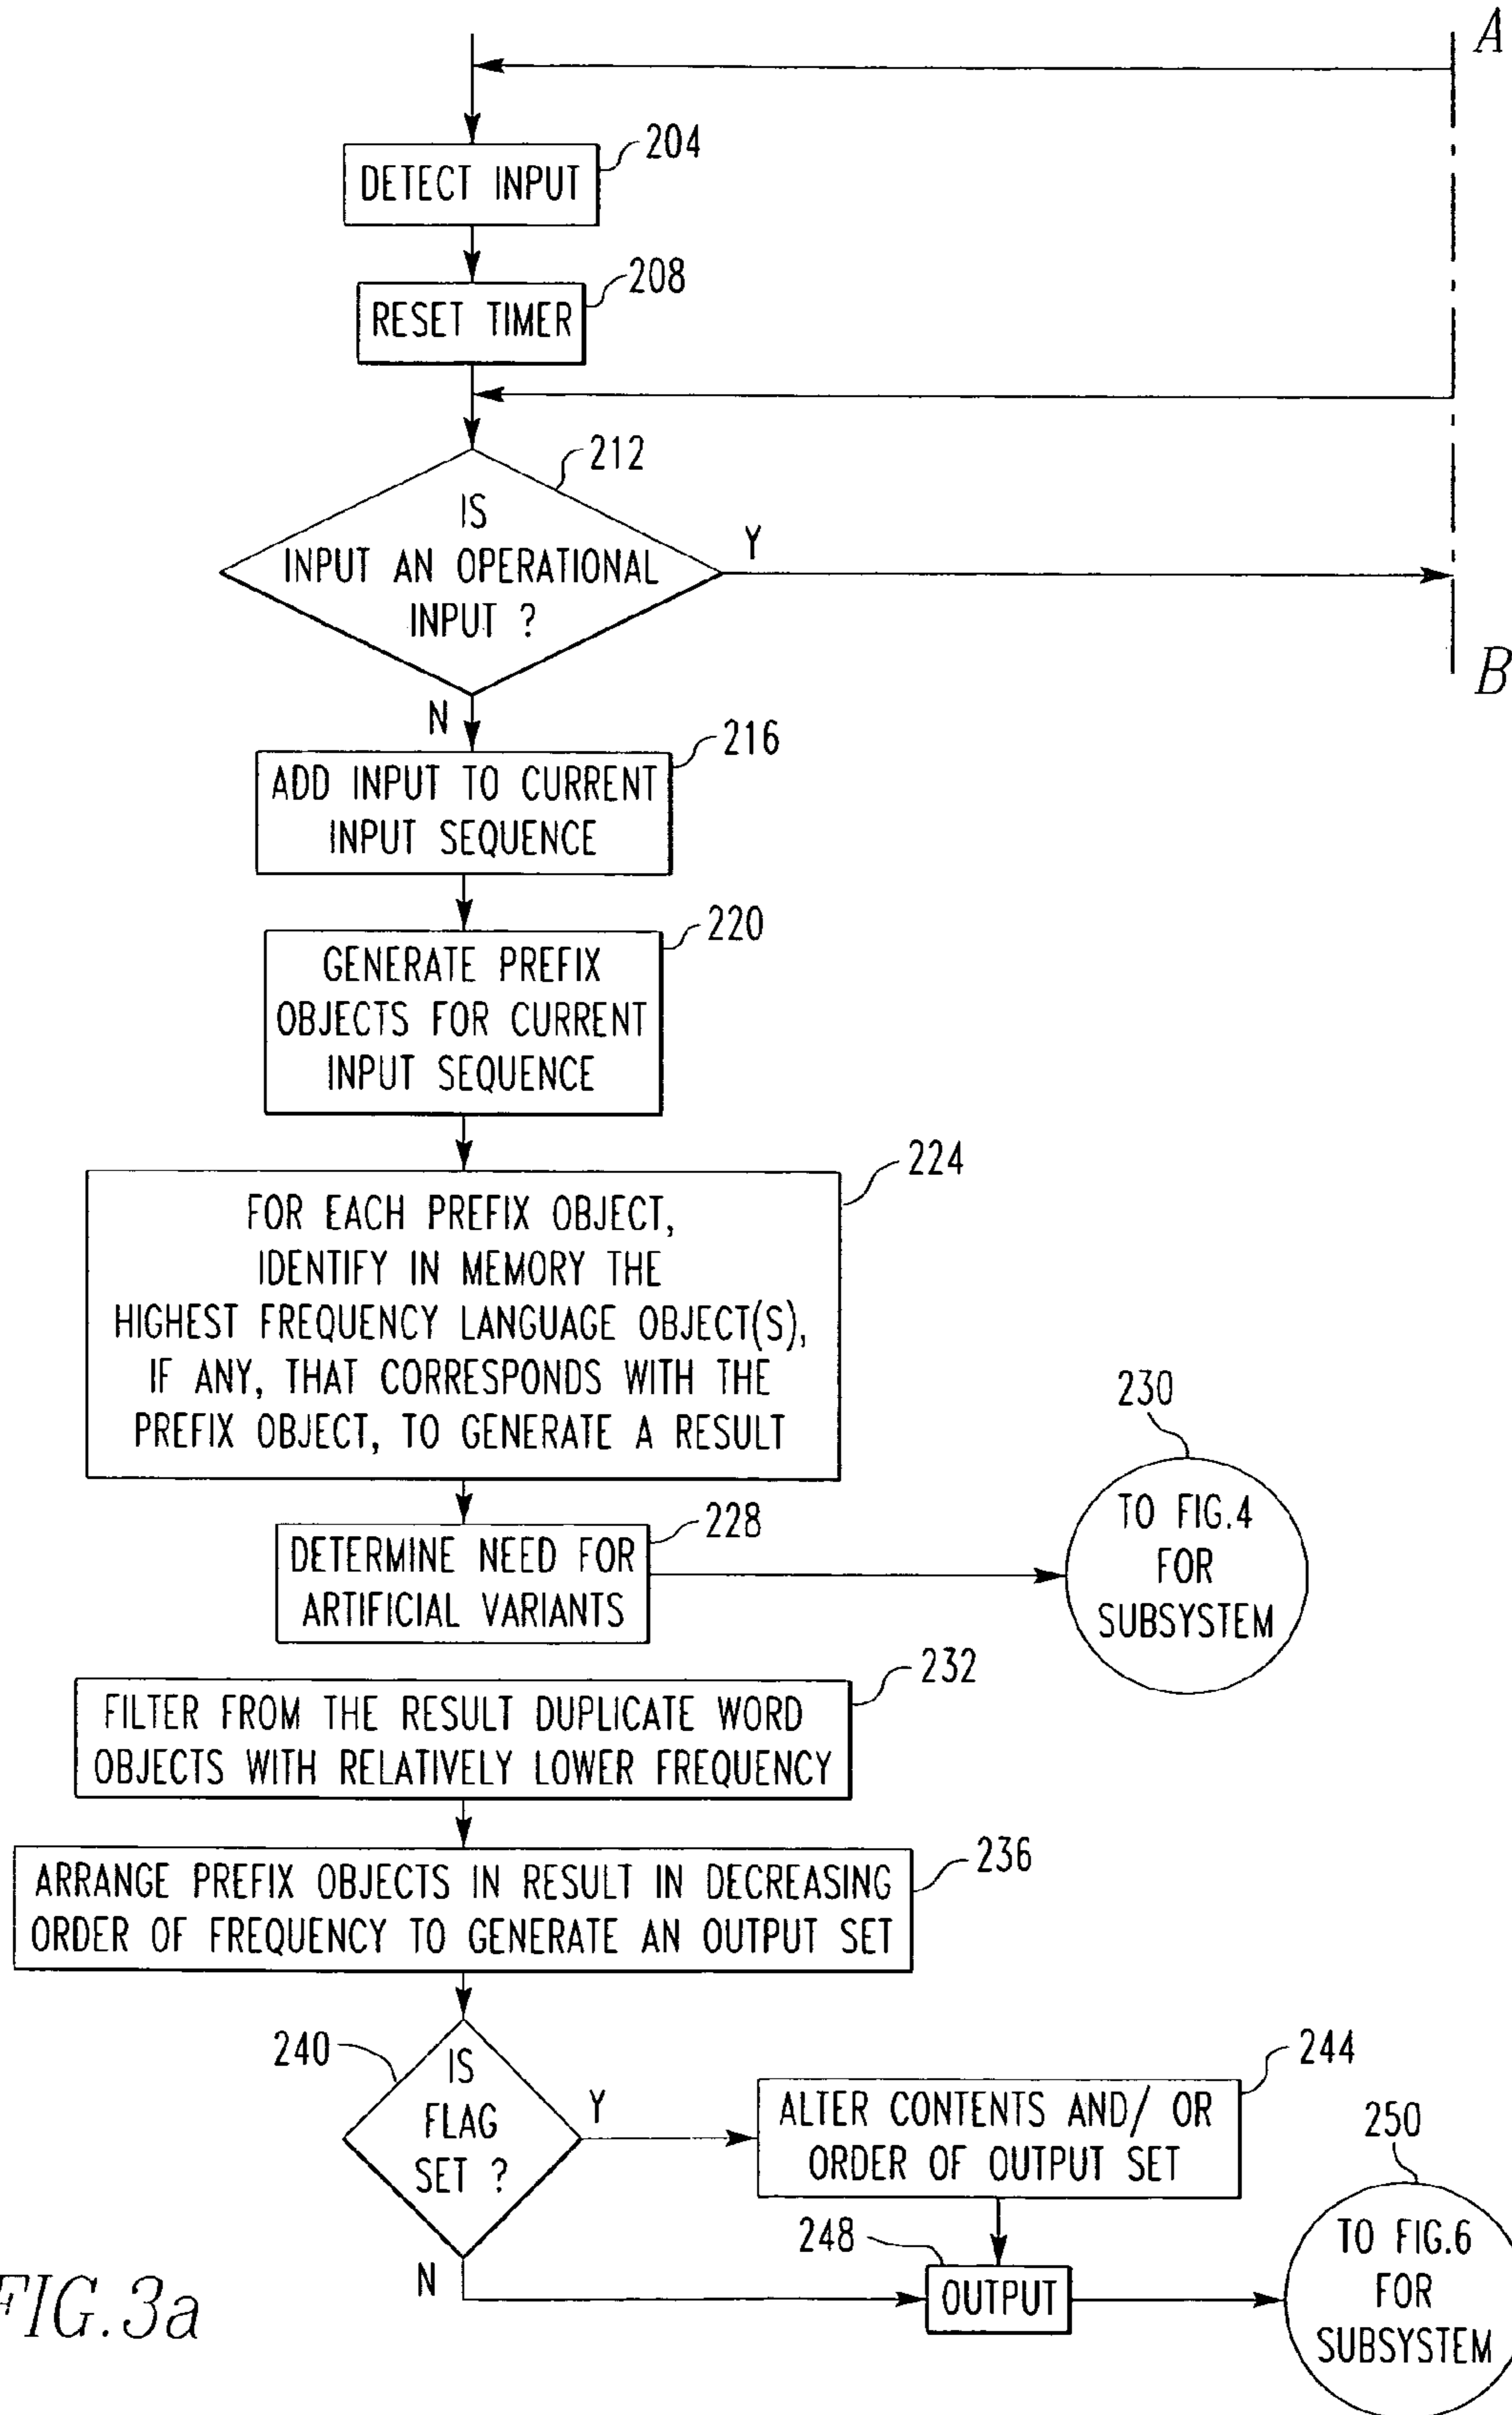 A
204
DETECT INPUT
208
RESET TIMER
212
IS
INPUT AN OPERATIONAL
INPUT ?
Y
B
N
216
ADD INPUT TO CURRENT
INPUT SEQUENCE
220
GENERATE PREFIX
OBJECTS FOR CURRENT
INPUT SEQUENCE
224
FOR EACH PREFIX OBJECT,
IDENTIFY IN MEMORY THE
HIGHEST FREQUENCY LANGUAGE OBJECT(S),
IF ANY, THAT CORRESPONDS WITH THE
PREFIX OBJECT, TO GENERATE A RESULT
228
DETERMINE NEED FOR
ARTIFICIAL VARIANTS
230
TO FIG.4
FOR
SUBSYSTEM
232
FILTER FROM THE RESULT DUPLICATE WORD
OBJECTS WITH RELATIVELY LOWER FREQUENCY
236
ARRANGE PREFIX OBJECTS IN RESULT IN DECREASING
ORDER OF FREQUENCY TO GENERATE AN OUTPUT SET
240
IS
FLAG
SET ?
Y
244
ALTER CONTENTS AND/ OR
ORDER OF OUTPUT SET
N
248
OUTPUT
250
TO FIG.6
FOR
SUBSYSTEM
FIG.3a